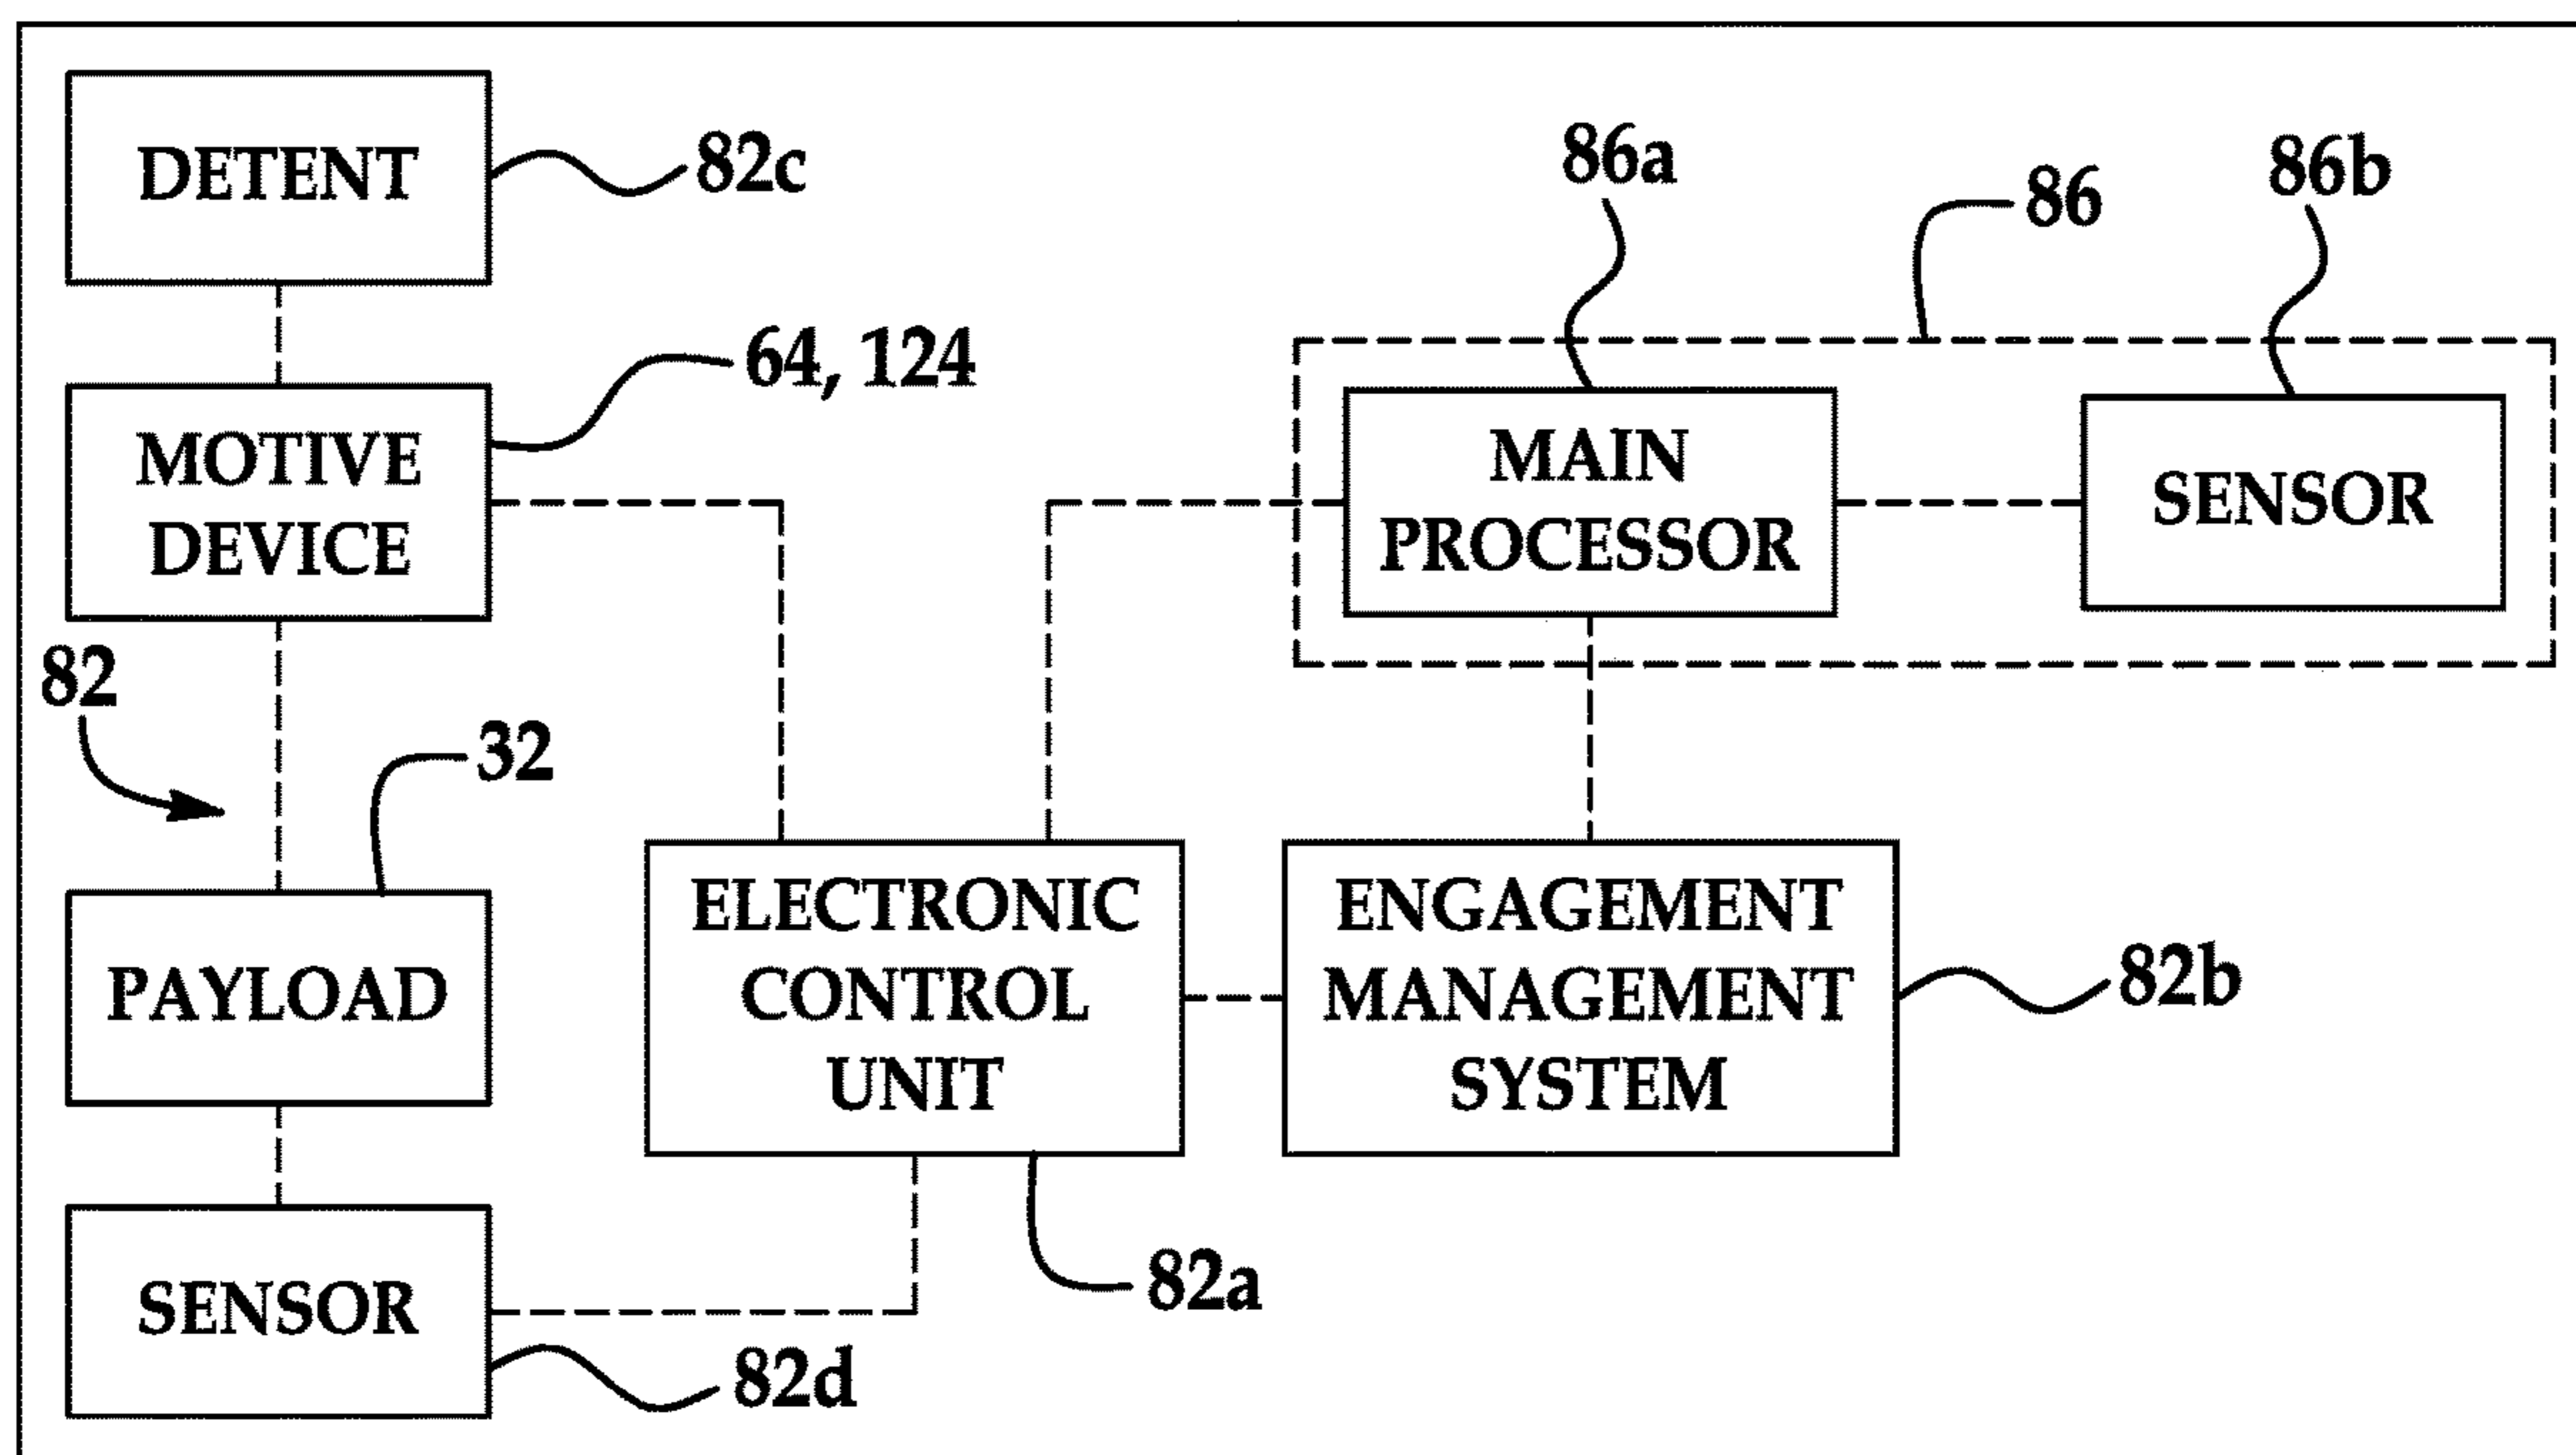 DETENT
82c
86a
86
86b
64, 124
MOTIVE
DEVICE
MAIN
PROCESSOR
SENSOR
82
32
PAYLOAD
ELECTRONIC
CONTROL
UNIT
ENGAGEMENT
MANAGEMENT
SYSTEM
82b
SENSOR
82a
82d